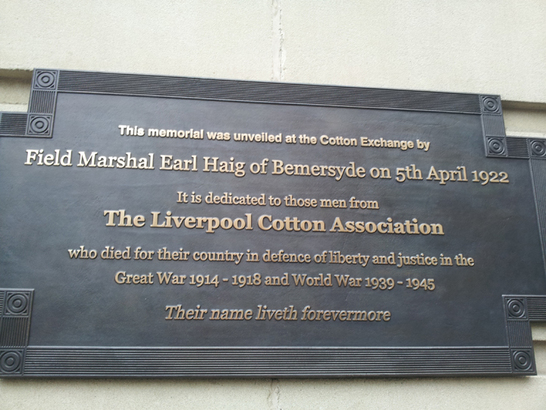 This memorial was unveiled at the Cotton Exchange by
Field Marshal Earl Haig of Bemersyde on 5th April 1922
It is dedicated to those men from
The Liverpool Cotton Association
who died for their country in defence of liberty and justice in the
Great War 1914 - 1918 and World War 1939 - 1945
Their name liveth forevermore